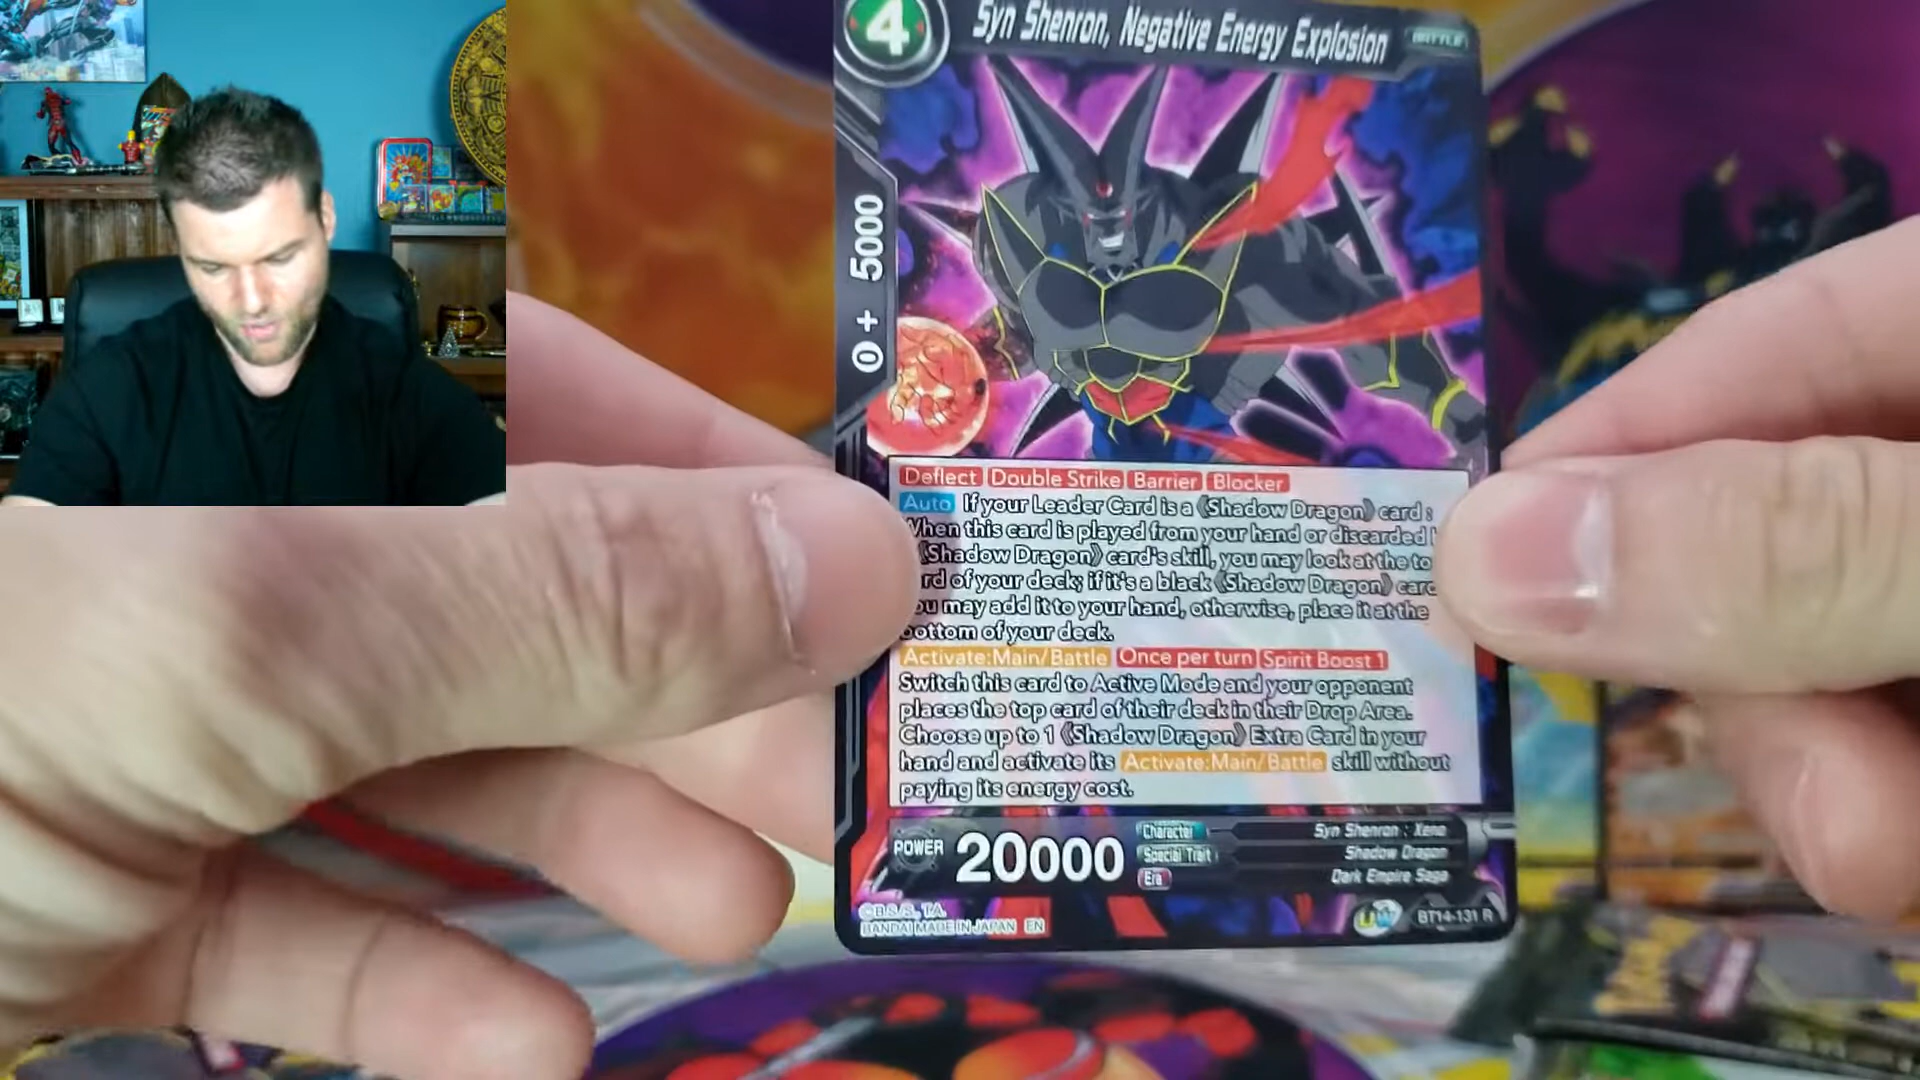 4
Syn Shenron, Negative Energy Explosion
BATTLE
0 + 5000
Deflect Double Strike Barrier Blocker
Auto If your Leader Card is a 《Shadow Dragon》 card:
When this card is played from your hand or discarded
《Shadow Dragon》 card's skill, you may look at the to
rd of your deck; if it's a black 《Shadow Dragon》 card
ou may add it to your hand, otherwise, place it at the
bottom of your deck.
Activate:Main/Battle Once per turn Spirit Boost 1
Switch this card to Active Mode and your opponent
places the top card of their deck in their Drop Area.
Choose up to 1 《Shadow Dragon》 Extra Card in your
hand and activate its Activate:Main/Battle skill without
paying its energy cost.
POWER 20000
Character Syn Shenron : Xeno
Special Trait Shadow Dragon
Era Dark Empire Saga
©B.S./S., T.A.
BANDAI MADE IN JAPAN EN
UW BT14-131 R